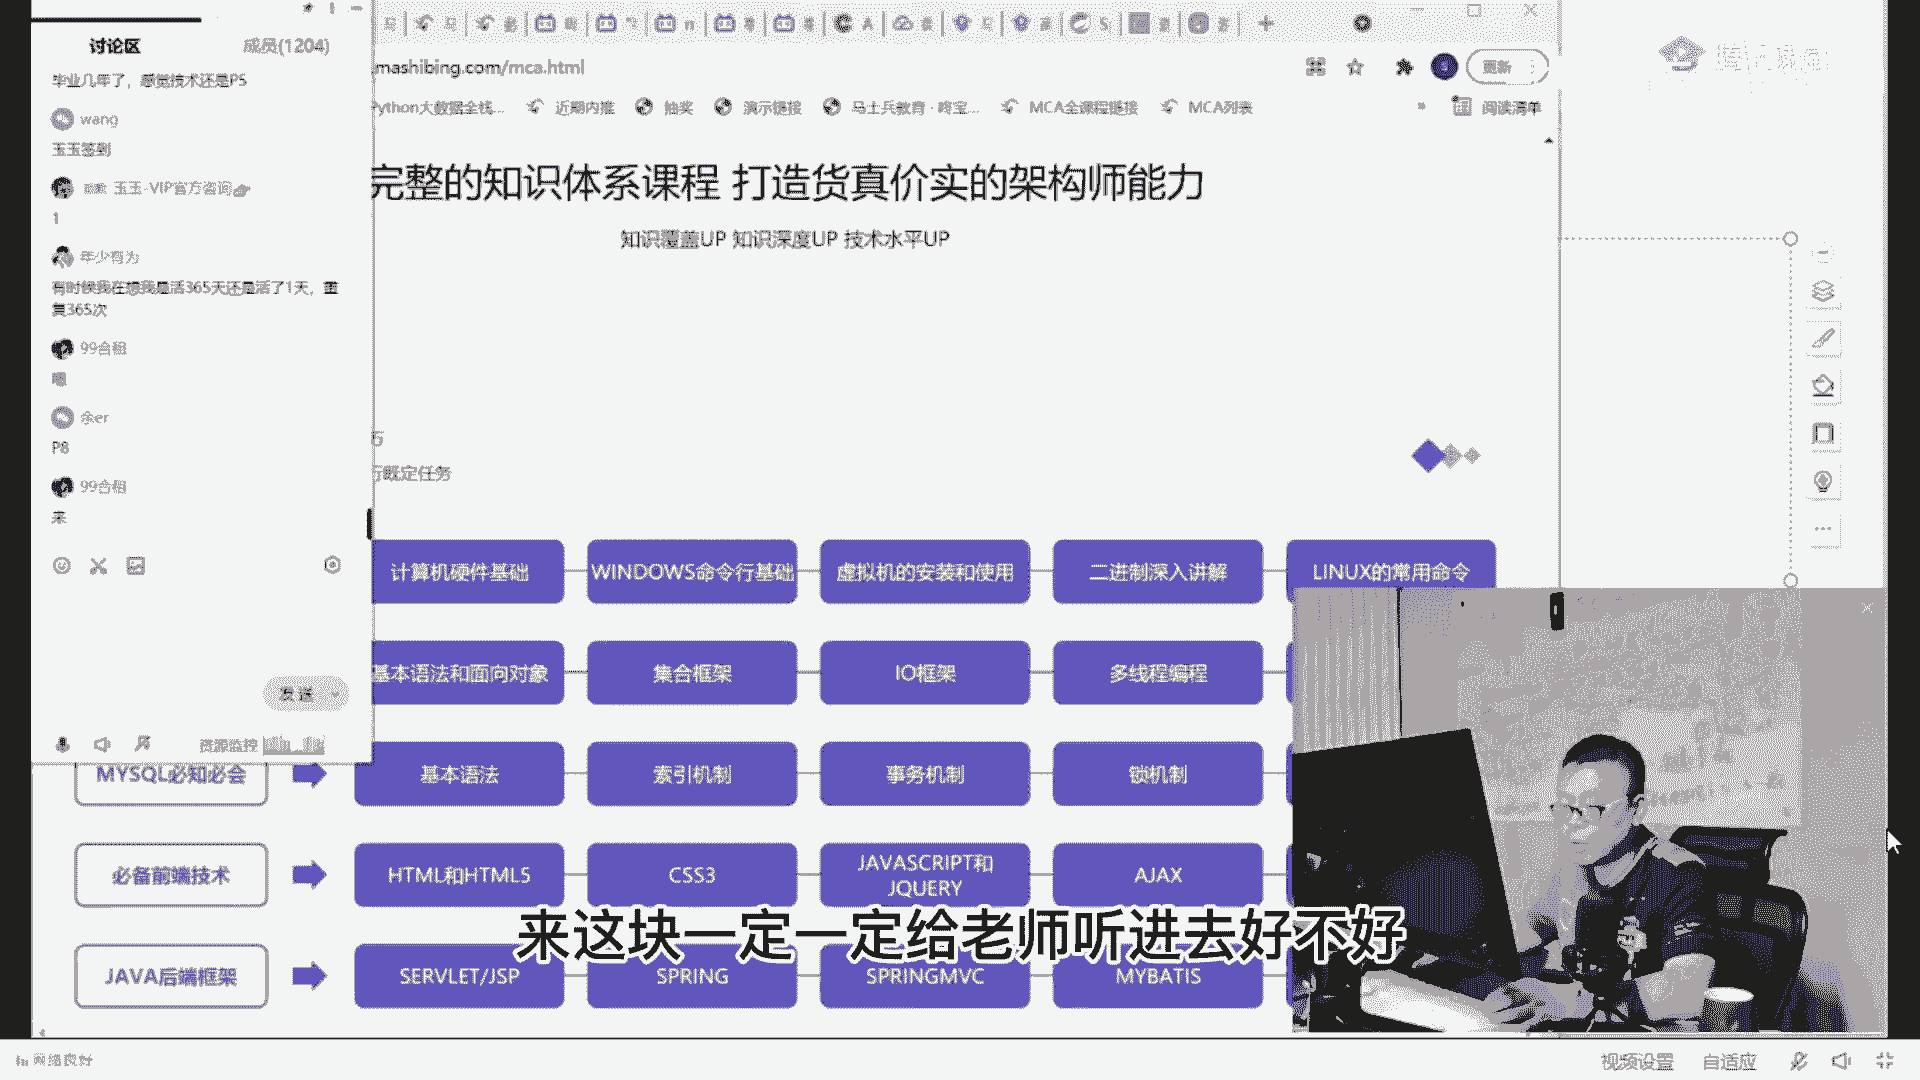 讨论区
成员(1204)
毕业几年了，感觉技术还是P5
wang
玉玉签到
玉玉-VIP官方咨询
1
年少有为
有时候我在想我是活365天还是活了1天，重
复365次
99合租
嗯
余er
P8
99合租
来
发送
资源监控
mashibing.com/mca.html
更新
Python大数据全栈...
近期内推
抽奖
演示链接
马士兵教育·咚宝...
MCA全课程链接
MCA列表
»
阅读清单
完整的知识体系课程 打造货真价实的架构师能力
知识覆盖UP 知识深度UP 技术水平UP
行既定任务
计算机硬件基础
WINDOWS命令行基础
虚拟机的安装和使用
二进制深入讲解
LINUX的常用命令
基本语法和面向对象
集合框架
IO框架
多线程编程
MYSQL必知必会
基本语法
索引机制
事务机制
锁机制
必备前端技术
HTML和HTML5
CSS3
JAVASCRIPT和
JQUERY
AJAX
来这块一定一定给老师听进去好不好
JAVA后端框架
SERVLET/JSP
SPRING
SPRINGMVC
MYBATIS
网络良好
视频设置
自适应